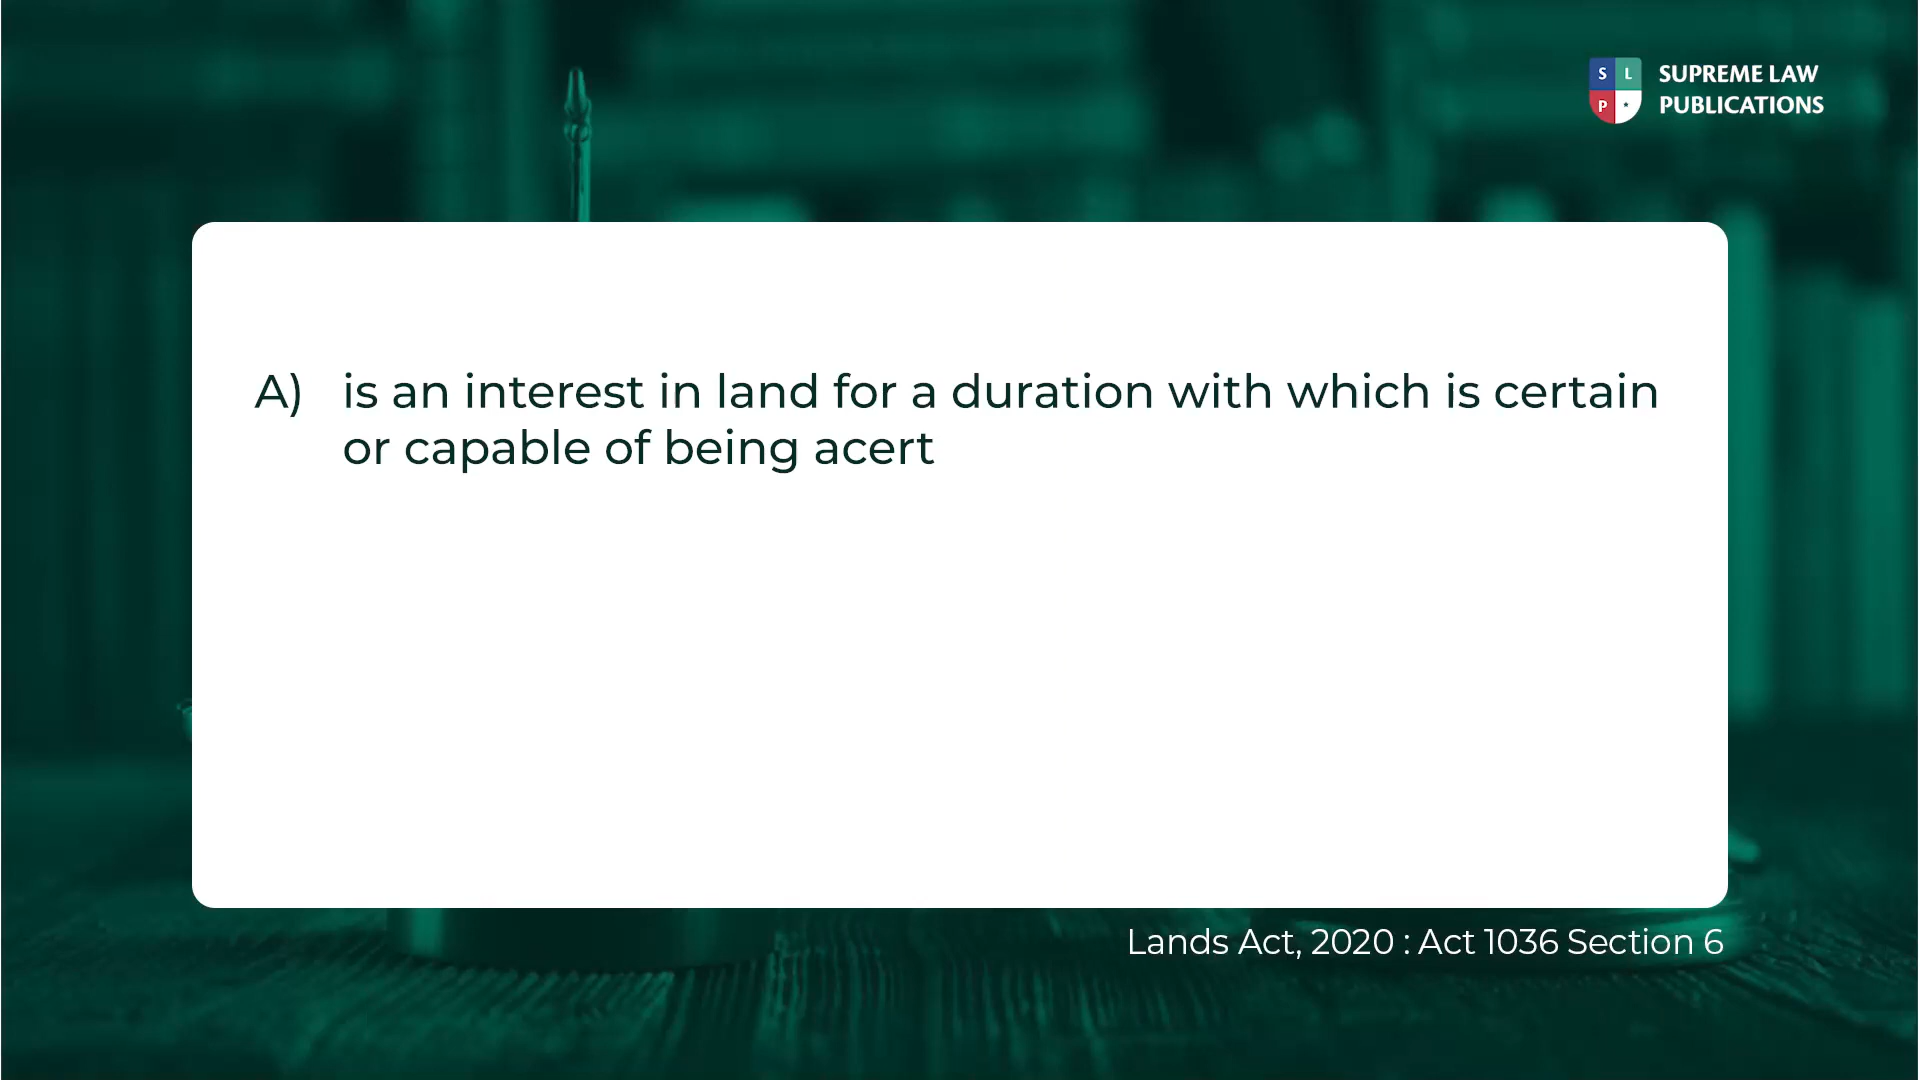 S L
P *
SUPREME LAW
PUBLICATIONS
A) is an interest in land for a duration with which is certain
or capable of being acert
Lands Act, 2020 : Act 1036 Section 6